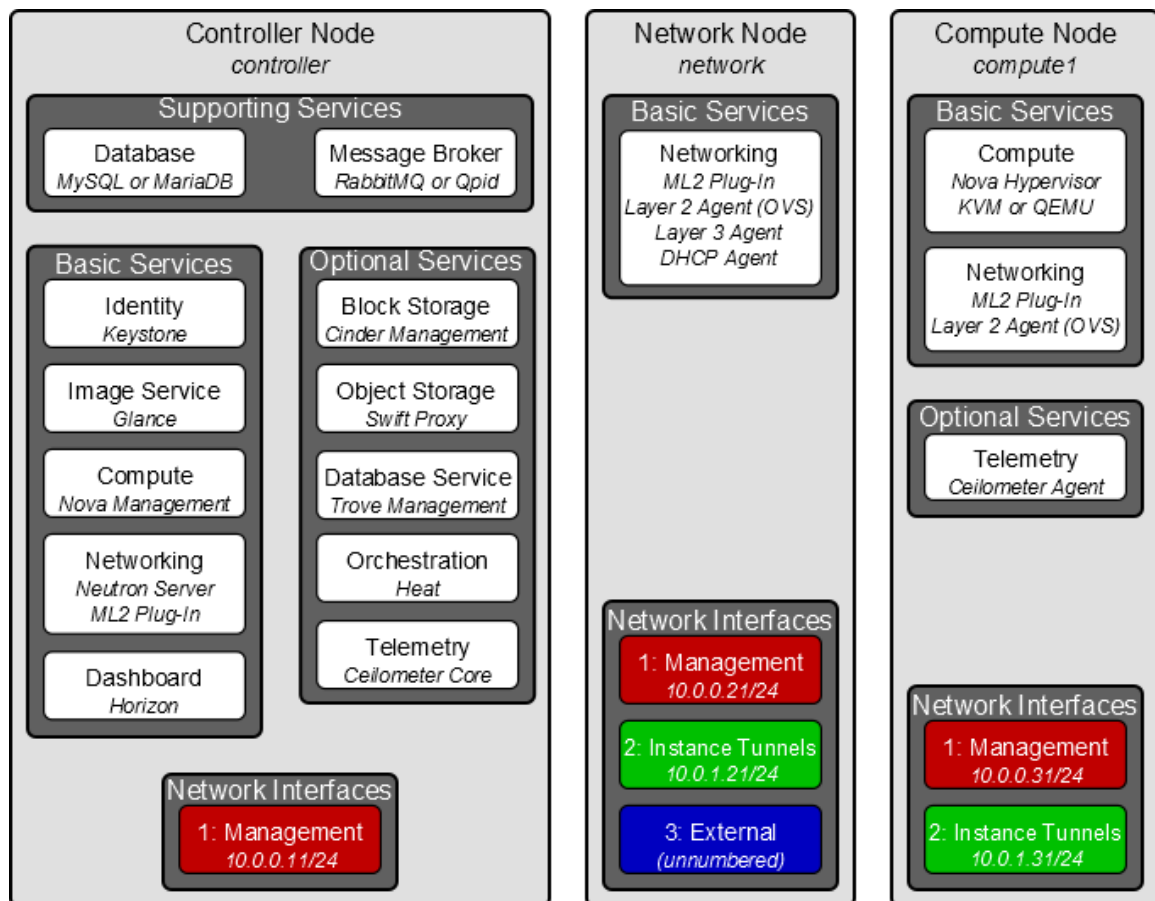 Controller Node
controller
Supporting Services
Database
MySQL or MariaDB
Message Broker
RabbitMQ or Qpid
Basic Services
Identity
Keystone
Image Service
Glance
Compute
Nova Management
Networking
Neutron Server
ML2 Plug-In
Dashboard
Horizon
Optional Services
Block Storage
Cinder Management
Object Storage
Swift Proxy
Database Service
Trove Management
Orchestration
Heat
Telemetry
Ceilometer Core
Network Interfaces
1: Management
10.0.0.11/24
Network Node
network
Basic Services
Networking
ML2 Plug-In
Layer 2 Agent (OVS)
Layer 3 Agent
DHCP Agent
Network Interfaces
1: Management
10.0.0.21/24
2: Instance Tunnels
10.0.1.21/24
3: External
(unnumbered)
Compute Node
compute1
Basic Services
Compute
Nova Hypervisor
KVM or QEMU
Networking
ML2 Plug-In
Layer 2 Agent (OVS)
Optional Services
Telemetry
Ceilometer Agent
Network Interfaces
1: Management
10.0.0.31/24
2: Instance Tunnels
10.0.1.31/24